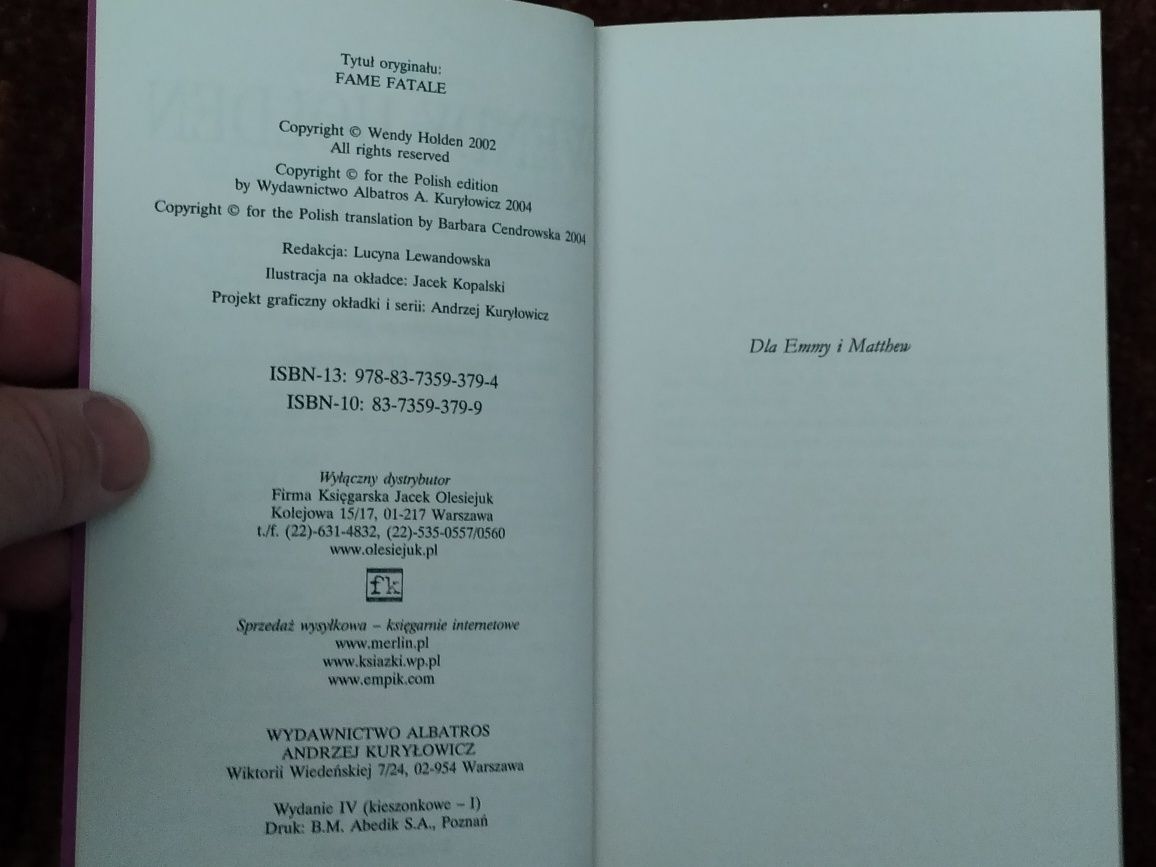 Tytuł oryginału:
FAME FATALE
Copyright © Wendy Holden 2002
All rights reserved
Copyright © for the Polish edition
by Wydawnictwo Albatros A. Kuryłowicz 2004
Copyright © for the Polish translation by Barbara Cendrowska 2004
Redakcja: Lucyna Lewandowska
Ilustracja na okładce: Jacek Kopalski
Projekt graficzny okładki i serii: Andrzej Kuryłowicz
ISBN-13: 978-83-7359-379-4
ISBN-10: 83-7359-379-9
Wyłączny dystrybutor
Firma Księgarska Jacek Olesiejuk
Kolejowa 15/17, 01-217 Warszawa
t./f. (22)-631-4832, (22)-535-0557/0560
www.olesiejuk.pl
fk
Sprzedaż wysyłkowa – księgarnie internetowe
www.merlin.pl
www.ksiazki.wp.pl
www.empik.com
WYDAWNICTWO ALBATROS
ANDRZEJ KURYŁOWICZ
Wiktorii Wiedeńskiej 7/24, 02-954 Warszawa
Wydanie IV (kieszonkowe – I)
Druk: B.M. Abedik S.A., Poznań
Dla Emmy i Matthew